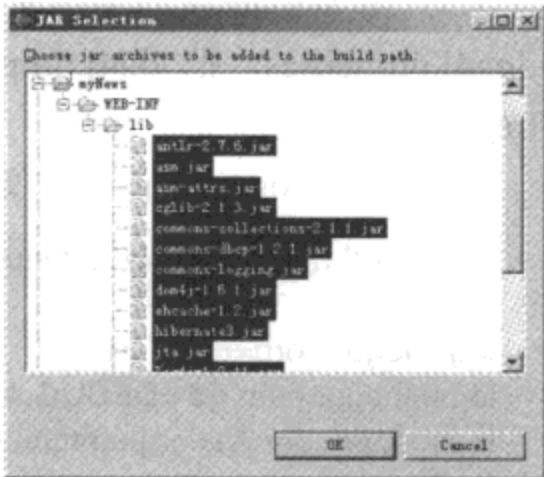 JAR Selection
Choose jar archives to be added to the build path.
myNews
WEB-INF
lib
antlr-2.7.6.jar
asm.jar
asm-attrs.jar
cglib-2.1.3.jar
commons-collections-2.1.1.jar
commons-dbcp-1.2.1.jar
commons-logging.jar
dom4j-1.6.1.jar
ehcache-1.2.jar
hibernate3.jar
jta.jar
OK
Cancel